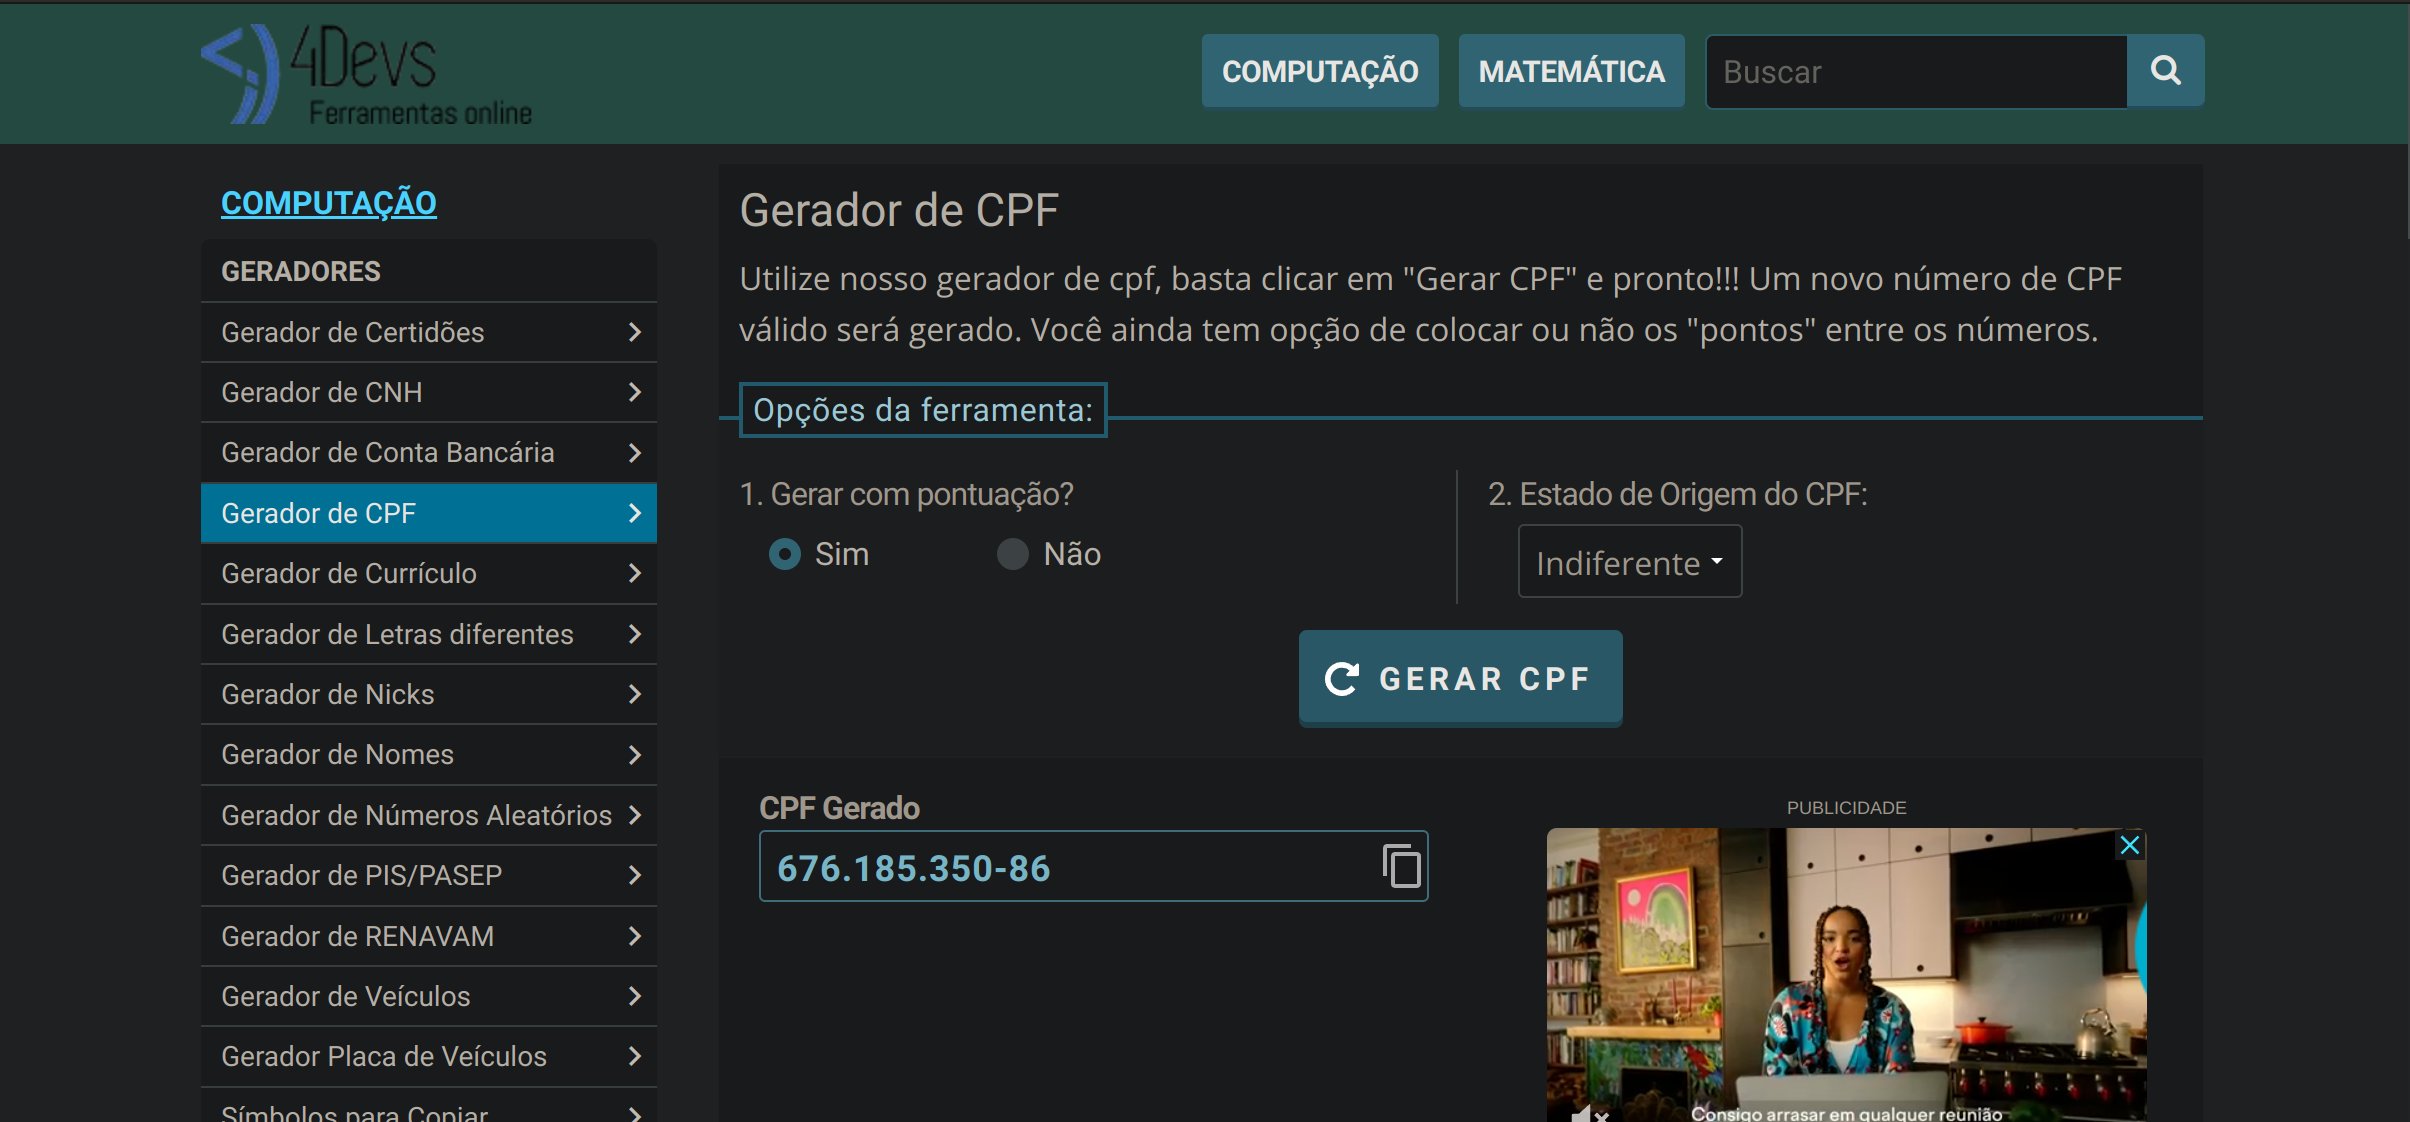 4Devs
Ferramentas online
COMPUTAÇÃO
MATEMÁTICA
Buscar
COMPUTAÇÃO
GERADORES
Gerador de Certidões
Gerador de CNH
Gerador de Conta Bancária
Gerador de CPF
Gerador de Currículo
Gerador de Letras diferentes
Gerador de Nicks
Gerador de Nomes
Gerador de Números Aleatórios
Gerador de PIS/PASEP
Gerador de RENAVAM
Gerador de Veículos
Gerador Placa de Veículos
Símbolos para Copiar
Gerador de CPF
Utilize nosso gerador de cpf, basta clicar em "Gerar CPF" e pronto!!! Um novo número de CPF
válido será gerado. Você ainda tem opção de colocar ou não os "pontos" entre os números.
Opções da ferramenta:
1. Gerar com pontuação?
Sim
Não
2. Estado de Origem do CPF:
Indiferente
GERAR CPF
CPF Gerado
676.185.350-86
PUBLICIDADE
Consigo arrasar em qualquer reunião